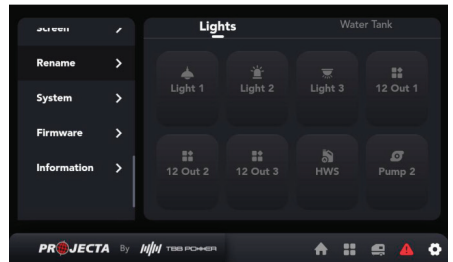 Screen
Rename
System
Firmware
Information
Lights
Water Tank
Light 1
Light 2
Light 3
12 Out 1
12 Out 2
12 Out 3
HWS
Pump 2
PROJECTA By TBB POWER